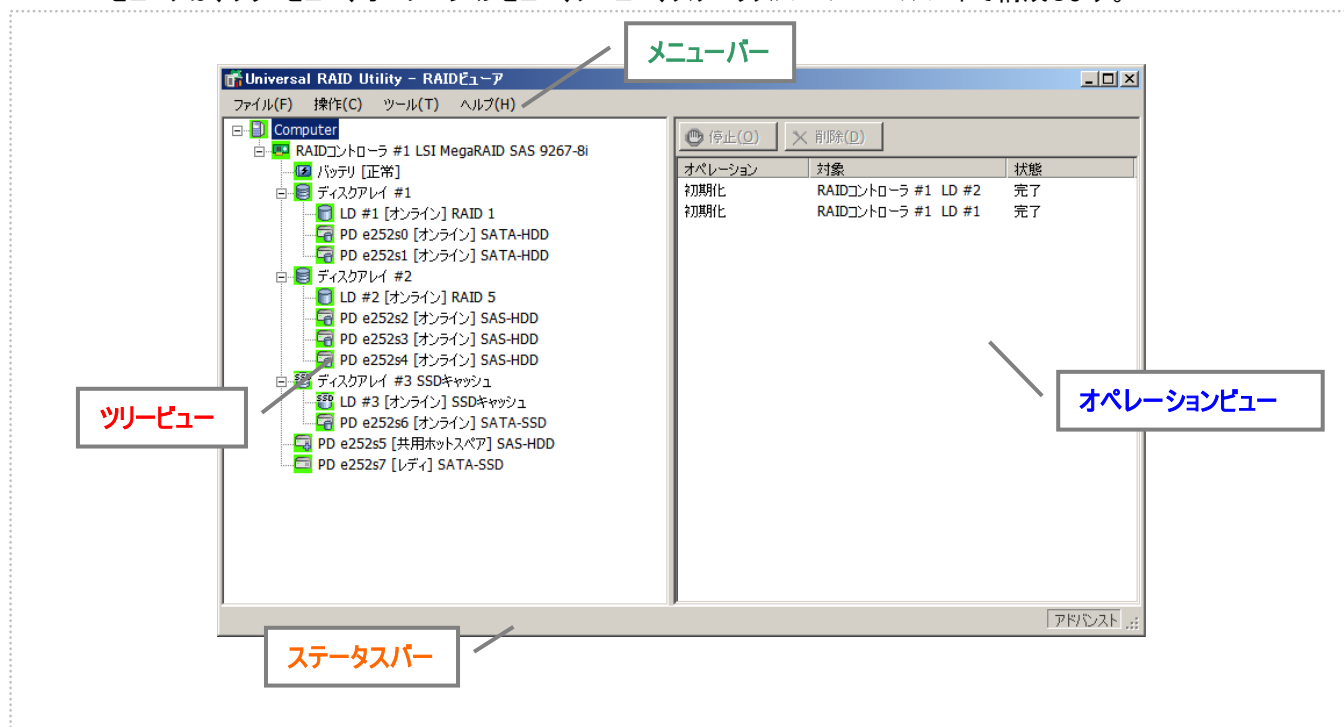 メニューバー
Universal RAID Utility - RAIDビューア
ファイル(F) 操作(C) ツール(T) ヘルプ(H)
Computer
RAIDコントローラ #1 LSI MegaRAID SAS 9267-8i
バッテリ [正常]
ディスクアレイ #1
LD #1 [オンライン] RAID 1
PD e252s0 [オンライン] SATA-HDD
PD e252s1 [オンライン] SATA-HDD
ディスクアレイ #2
LD #2 [オンライン] RAID 5
PD e252s2 [オンライン] SAS-HDD
PD e252s3 [オンライン] SAS-HDD
PD e252s4 [オンライン] SAS-HDD
ディスクアレイ #3 SSDキャッシュ
LD #3 [オンライン] SSDキャッシュ
PD e252s6 [オンライン] SATA-SSD
PD e252s5 [共用ホットスペア] SAS-HDD
PD e252s7 [レディ] SATA-SSD
停止(O) 削除(D)
オペレーション 対象 状態
初期化 RAIDコントローラ #1 LD #2 完了
初期化 RAIDコントローラ #1 LD #1 完了
ツリービュー
オペレーションビュー
アドバンスト
ステータスバー